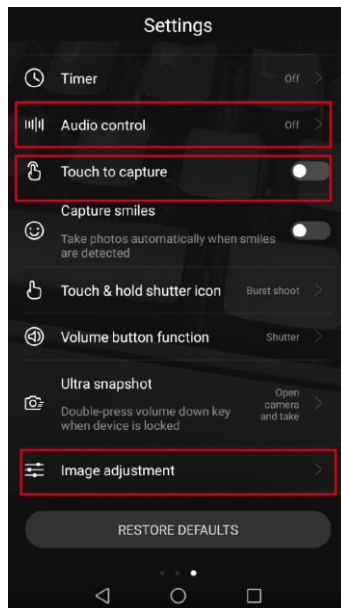 Settings
Timer Off
Audio control Off
Touch to capture
Capture smiles
Take photos automatically when smiles
are detected
Touch & hold shutter icon Burst shoot
Volume button function Shutter
Ultra snapshot
Double-press volume down key
when device is locked
Open
camera
and take
Image adjustment
RESTORE DEFAULTS